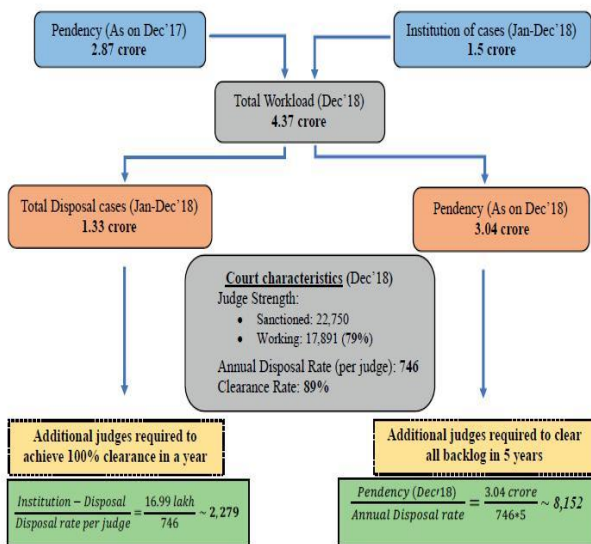 Pendency (As on Dec'17)
2.87 crore
Institution of cases (Jan-Dec'18)
1.5 crore
Total Workload (Dec'18)
4.37 crore
Total Disposal cases (Jan-Dec'18)
1.33 crore
Pendency (As on Dec'18)
3.04 crore
Court characteristics (Dec'18)
Judge Strength:
• Sanctioned: 22,750
• Working: 17,891 (79%)
Annual Disposal Rate (per judge): 746
Clearance Rate: 89%
Additional judges required to
achieve 100% clearance in a year
Institution − Disposal
Disposal rate per judge
=
16.99 lakh
746
~ 2,279
Additional judges required to clear
all backlog in 5 years
Pendency (Dec'18)
Annual Disposal rate
=
3.04 crore
746*5
~ 8,152